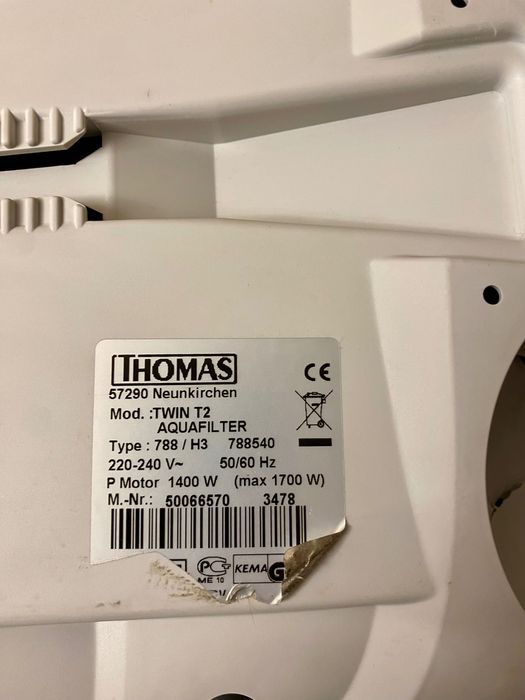 THOMAS
CE
57290 Neunkirchen
Mod. :TWIN T2
AQUAFILTER
Type : 788 / H3 788540
220-240 V~ 50/60 Hz
P Motor 1400 W (max 1700 W)
M.-Nr.: 50066570 3478
PC KEMA G
ME 10